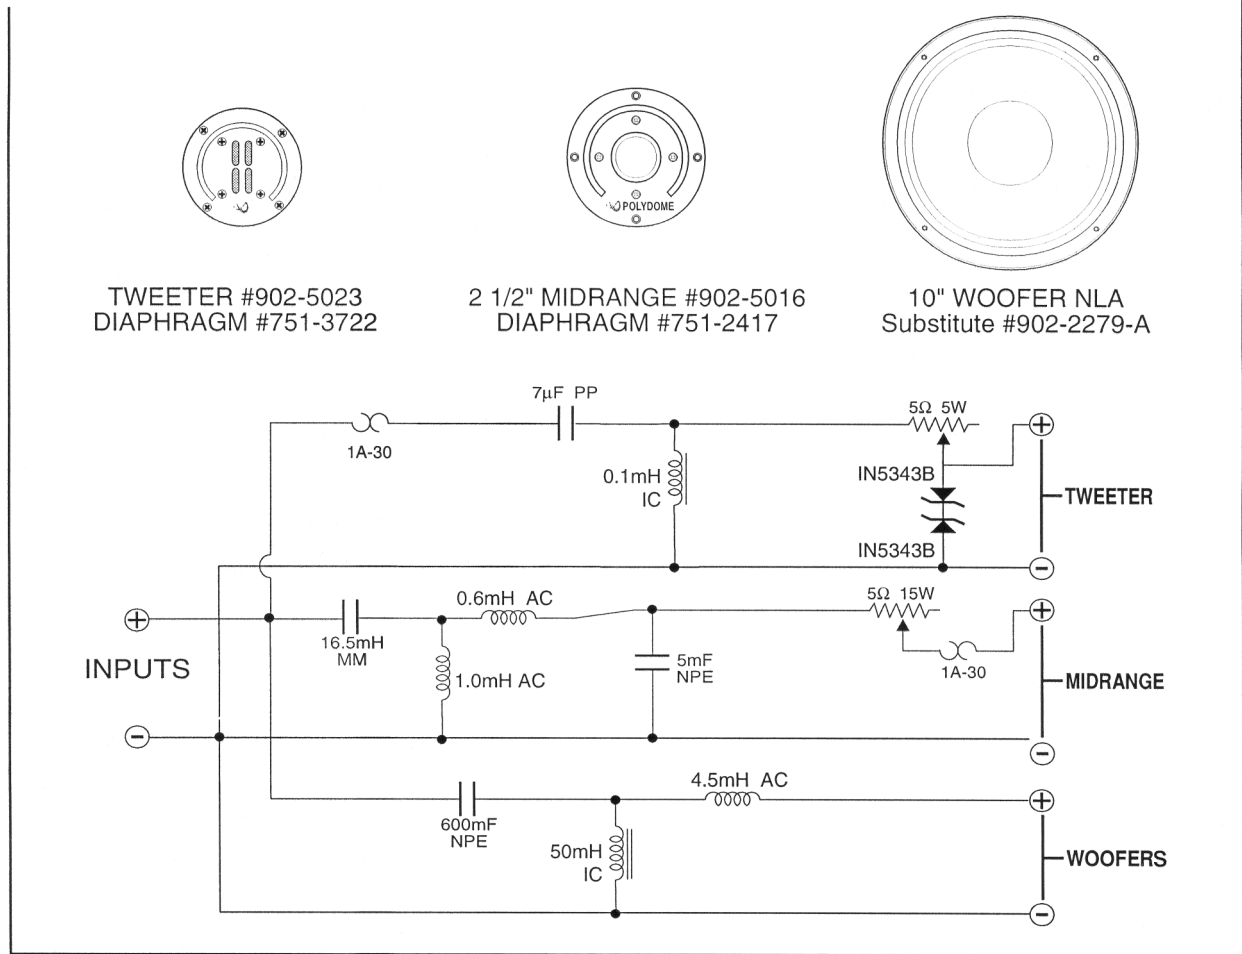 POLYDOME
TWEETER #902-5023
DIAPHRAGM #751-3722
2 1/2" MIDRANGE #902-5016
DIAPHRAGM #751-2417
10" WOOFER NLA
Substitute #902-2279-A
7µF PP
1A-30
0.1mH
IC
5Ω 5W
IN5343B
IN5343B
+
TWEETER
−
0.6mH AC
5Ω 15W
+
+
16.5mH
MM
INPUTS
1.0mH AC
5mF
NPE
1A-30
MIDRANGE
−
−
4.5mH AC
600mF
NPE
+
50mH
IC
WOOFERS
−